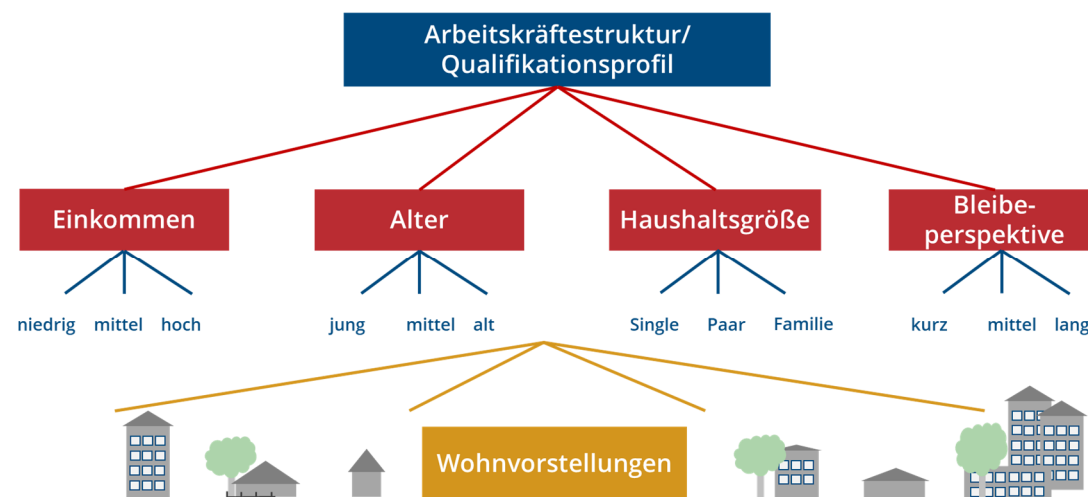 Arbeitskräftestruktur/
Qualifikationsprofil
Einkommen
Alter
Haushaltsgröße
Bleibe-
perspektive
niedrig mittel hoch
jung mittel alt
Single Paar Familie
kurz mittel lang
Wohnvorstellungen